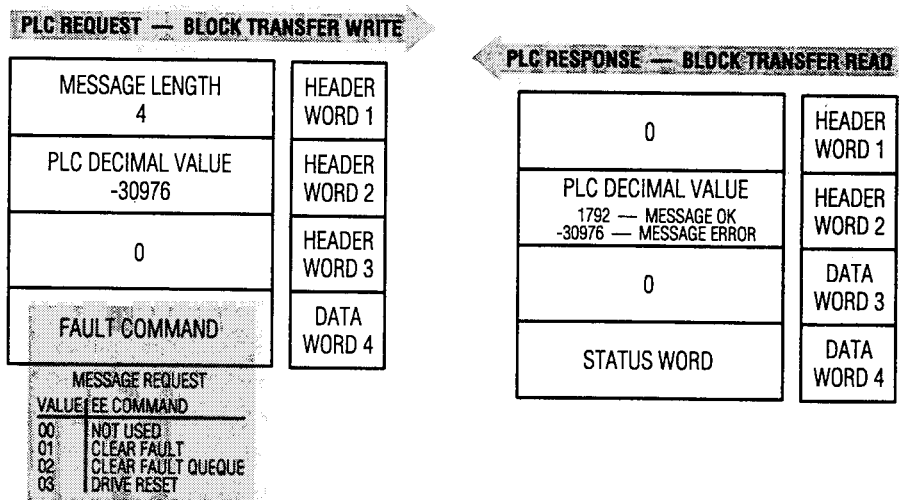 PLC REQUEST — BLOCK TRANSFER WRITE
MESSAGE LENGTH
4
HEADER
WORD 1
PLC DECIMAL VALUE
-30976
HEADER
WORD 2
0
HEADER
WORD 3
FAULT COMMAND
DATA
WORD 4
MESSAGE REQUEST
VALUE EE COMMAND
00 NOT USED
01 CLEAR FAULT
02 CLEAR FAULT QUEQUE
03 DRIVE RESET
PLC RESPONSE — BLOCK TRANSFER READ
0
HEADER
WORD 1
PLC DECIMAL VALUE
1792 — MESSAGE OK
-30976 — MESSAGE ERROR
HEADER
WORD 2
0
DATA
WORD 3
STATUS WORD
DATA
WORD 4